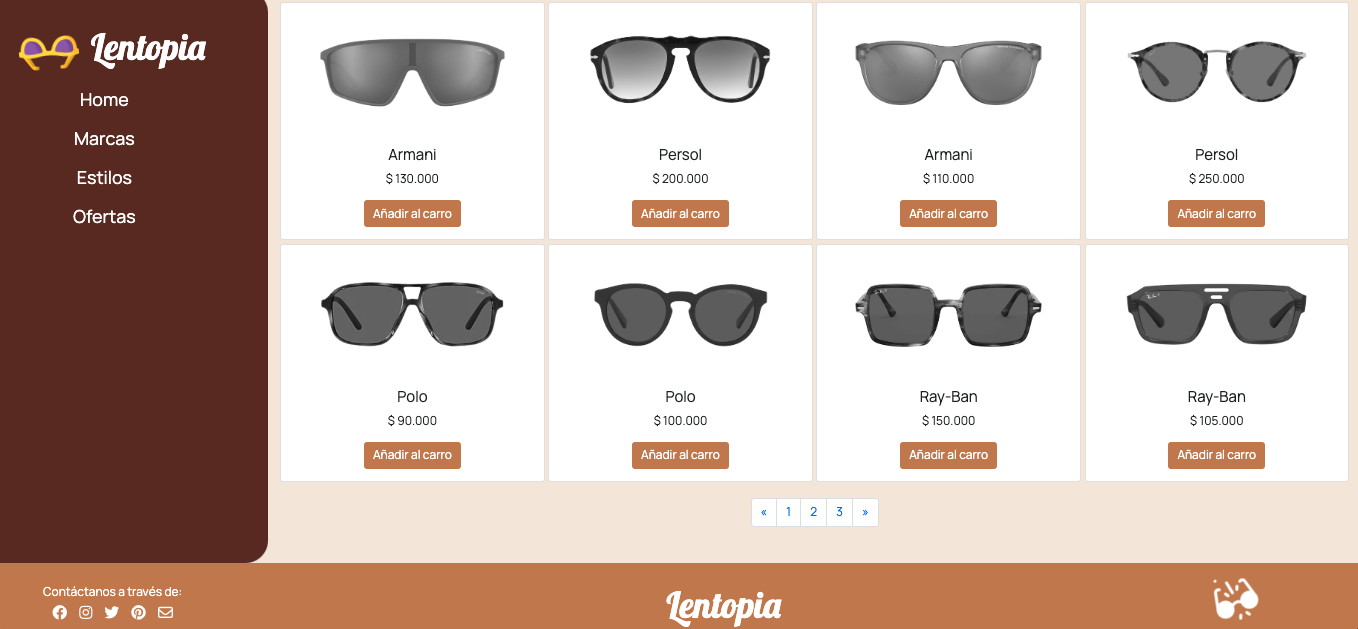 Lentopia
Home
Marcas
Estilos
Ofertas
Armani
$ 130.000
Añadir al carro
Persol
$ 200.000
Añadir al carro
Armani
$ 110.000
Añadir al carro
Persol
$ 250.000
Añadir al carro
Polo
$ 90.000
Añadir al carro
Polo
$ 100.000
Añadir al carro
Ray-Ban
$ 150.000
Añadir al carro
Ray-Ban
$ 105.000
Añadir al carro
« 1 2 3 »
Contáctanos a través de:
Lentopia